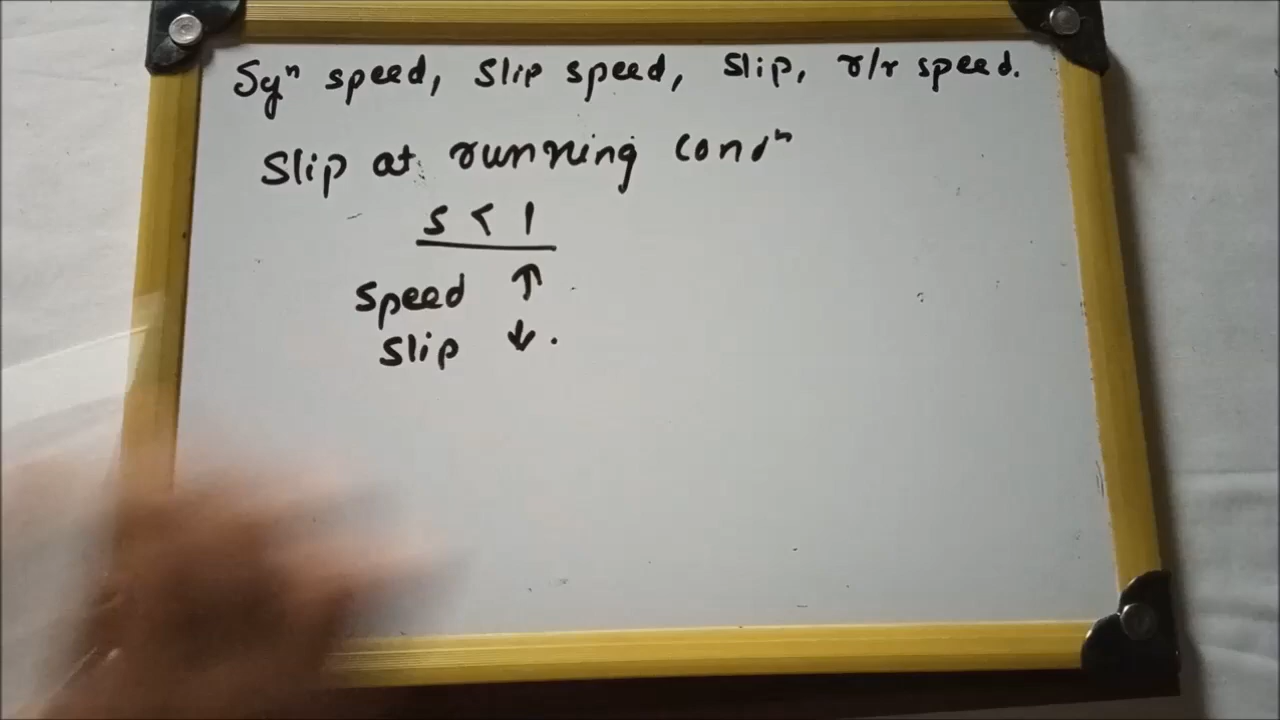 Syⁿ speed, Slip speed, Slip, r/r speed.
Slip at running condⁿ
s < 1
Speed ↑
Slip ↓.